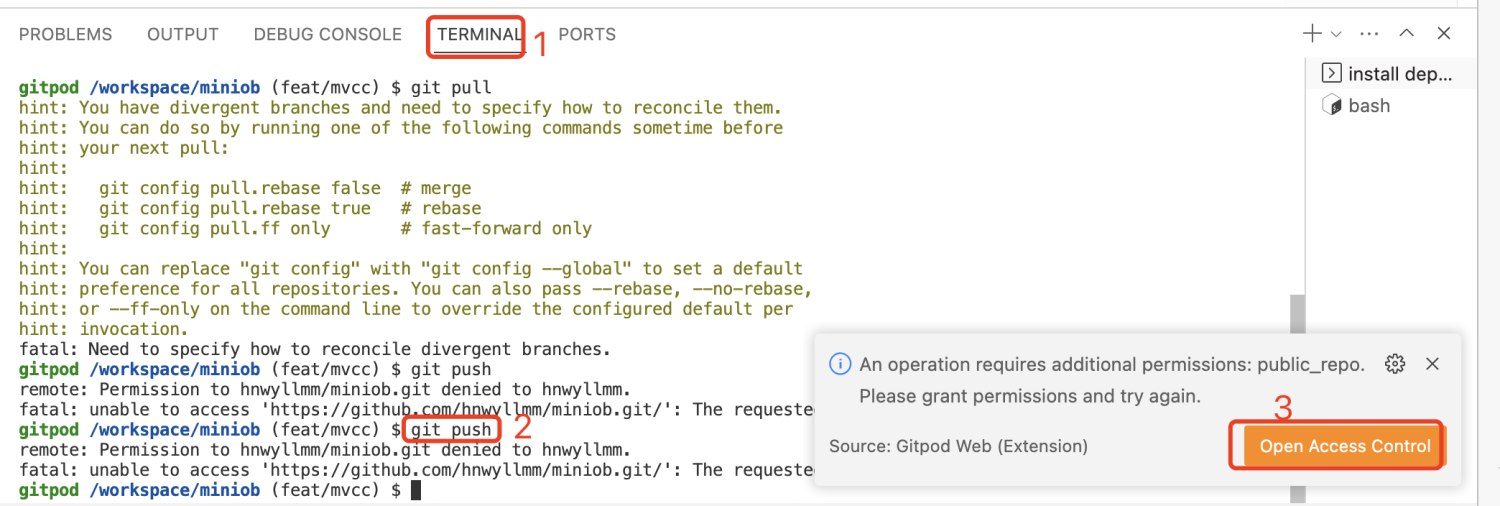 PROBLEMS OUTPUT DEBUG CONSOLE TERMINAL 1 PORTS
gitpod /workspace/miniob (feat/mvcc) $ git pull
hint: You have divergent branches and need to specify how to reconcile them.
hint: You can do so by running one of the following commands sometime before
hint: your next pull:
hint:
hint:   git config pull.rebase false  # merge
hint:   git config pull.rebase true   # rebase
hint:   git config pull.ff only       # fast-forward only
hint:
hint: You can replace "git config" with "git config --global" to set a default
hint: preference for all repositories. You can also pass --rebase, --no-rebase,
hint: or --ff-only on the command line to override the configured default per
hint: invocation.
fatal: Need to specify how to reconcile divergent branches.
gitpod /workspace/miniob (feat/mvcc) $ git push
remote: Permission to hnwyllmm/miniob.git denied to hnwyllmm.
fatal: unable to access 'https://github.com/hnwyllmm/miniob.git/': The requeste
gitpod /workspace/miniob (feat/mvcc) $ git push 2
remote: Permission to hnwyllmm/miniob.git denied to hnwyllmm.
fatal: unable to access 'https://github.com/hnwyllmm/miniob.git/': The requeste
gitpod /workspace/miniob (feat/mvcc) $
install dep...
bash
An operation requires additional permissions: public_repo.
Please grant permissions and try again.
3
Source: Gitpod Web (Extension)
Open Access Control